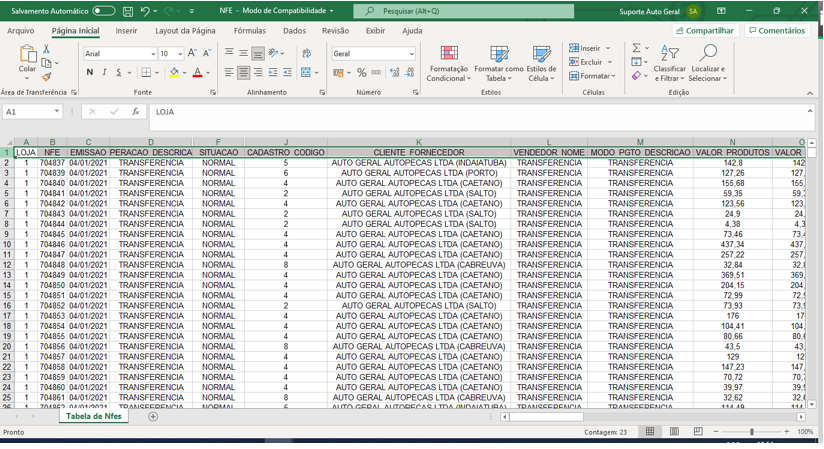 Salvamento Automático NFE - Modo de Compatibilidade Pesquisar (Alt+Q) Suporte Auto Geral SA
Arquivo Página Inicial Inserir Layout da Página Fórmulas Dados Revisão Exibir Ajuda Compartilhar Comentários
Colar Arial 10 A A ab Geral Formatação Condicional Formatar como Tabela Estilos de Célula Inserir Excluir Formatar Classificar e Filtrar Localizar e Selecionar
N I S A % 000
Área de Transferência Fonte Alinhamento Número Estilos Células Edição
A1 fx LOJA
A B C D F J K L M N O
1 LOJA NFE EMISSAO PERACAO DESCRICA SITUACAO CADASTRO CODIGO CLIENTE FORNECEDOR VENDEDOR NOME MODO PGTO DESCRICAO VALOR PRODUTOS VALOR
2 1 704837 04/01/2021 TRANSFERENCIA NORMAL 5 AUTO GERAL AUTOPECAS LTDA (INDAIATUBA) TRANSFERENCIA TRANSFERENCIA 142,8 142
3 1 704839 04/01/2021 TRANSFERENCIA NORMAL 6 AUTO GERAL AUTOPECAS LTDA (PORTO) TRANSFERENCIA TRANSFERENCIA 127,26 127,
4 1 704840 04/01/2021 TRANSFERENCIA NORMAL 4 AUTO GERAL AUTOPECAS LTDA (CAETANO) TRANSFERENCIA TRANSFERENCIA 155,68 155,
5 1 704841 04/01/2021 TRANSFERENCIA NORMAL 2 AUTO GERAL AUTOPECAS LTDA (SALTO) TRANSFERENCIA TRANSFERENCIA 59,35 59,
6 1 704842 04/01/2021 TRANSFERENCIA NORMAL 4 AUTO GERAL AUTOPECAS LTDA (CAETANO) TRANSFERENCIA TRANSFERENCIA 123,56 123,
7 1 704843 04/01/2021 TRANSFERENCIA NORMAL 2 AUTO GERAL AUTOPECAS LTDA (SALTO) TRANSFERENCIA TRANSFERENCIA 24,9 24,
8 1 704844 04/01/2021 TRANSFERENCIA NORMAL 2 AUTO GERAL AUTOPECAS LTDA (SALTO) TRANSFERENCIA TRANSFERENCIA 4,38 4,3
9 1 704845 04/01/2021 TRANSFERENCIA NORMAL 4 AUTO GERAL AUTOPECAS LTDA (CAETANO) TRANSFERENCIA TRANSFERENCIA 73,46 73,4
10 1 704846 04/01/2021 TRANSFERENCIA NORMAL 4 AUTO GERAL AUTOPECAS LTDA (CAETANO) TRANSFERENCIA TRANSFERENCIA 437,34 437,
11 1 704847 04/01/2021 TRANSFERENCIA NORMAL 4 AUTO GERAL AUTOPECAS LTDA (CAETANO) TRANSFERENCIA TRANSFERENCIA 257,22 257,
12 1 704848 04/01/2021 TRANSFERENCIA NORMAL 8 AUTO GERAL AUTOPECAS LTDA (CABREUVA) TRANSFERENCIA TRANSFERENCIA 32,84 32,8
13 1 704849 04/01/2021 TRANSFERENCIA NORMAL 4 AUTO GERAL AUTOPECAS LTDA (CAETANO) TRANSFERENCIA TRANSFERENCIA 369,51 369,
14 1 704850 04/01/2021 TRANSFERENCIA NORMAL 4 AUTO GERAL AUTOPECAS LTDA (CAETANO) TRANSFERENCIA TRANSFERENCIA 204,15 204,
15 1 704851 04/01/2021 TRANSFERENCIA NORMAL 4 AUTO GERAL AUTOPECAS LTDA (CAETANO) TRANSFERENCIA TRANSFERENCIA 72,99 72,9
16 1 704852 04/01/2021 TRANSFERENCIA NORMAL 2 AUTO GERAL AUTOPECAS LTDA (SALTO) TRANSFERENCIA TRANSFERENCIA 73,93 73,9
17 1 704853 04/01/2021 TRANSFERENCIA NORMAL 4 AUTO GERAL AUTOPECAS LTDA (CAETANO) TRANSFERENCIA TRANSFERENCIA 176 17
18 1 704854 04/01/2021 TRANSFERENCIA NORMAL 4 AUTO GERAL AUTOPECAS LTDA (CAETANO) TRANSFERENCIA TRANSFERENCIA 104,41 104,
19 1 704855 04/01/2021 TRANSFERENCIA NORMAL 4 AUTO GERAL AUTOPECAS LTDA (CAETANO) TRANSFERENCIA TRANSFERENCIA 80,66 80,6
20 1 704856 04/01/2021 TRANSFERENCIA NORMAL 8 AUTO GERAL AUTOPECAS LTDA (CABREUVA) TRANSFERENCIA TRANSFERENCIA 43,5 43,
21 1 704857 04/01/2021 TRANSFERENCIA NORMAL 4 AUTO GERAL AUTOPECAS LTDA (CAETANO) TRANSFERENCIA TRANSFERENCIA 129 12
22 1 704858 04/01/2021 TRANSFERENCIA NORMAL 4 AUTO GERAL AUTOPECAS LTDA (CAETANO) TRANSFERENCIA TRANSFERENCIA 147,23 147,
23 1 704859 04/01/2021 TRANSFERENCIA NORMAL 4 AUTO GERAL AUTOPECAS LTDA (CAETANO) TRANSFERENCIA TRANSFERENCIA 70,72 70,7
24 1 704860 04/01/2021 TRANSFERENCIA NORMAL 4 AUTO GERAL AUTOPECAS LTDA (CAETANO) TRANSFERENCIA TRANSFERENCIA 39,97 39,9
25 1 704861 04/01/2021 TRANSFERENCIA NORMAL 8 AUTO GERAL AUTOPECAS LTDA (CABREUVA) TRANSFERENCIA TRANSFERENCIA 32,62 32,6
26 1 704862 04/01/2021 TRANSFERENCIA NORMAL 5 AUTO GERAL AUTOPECAS LTDA (INDAIATUBA) TRANSFERENCIA TRANSFERENCIA 114,49 114
Tabela de Nfes
Pronto Contagem: 23 100%